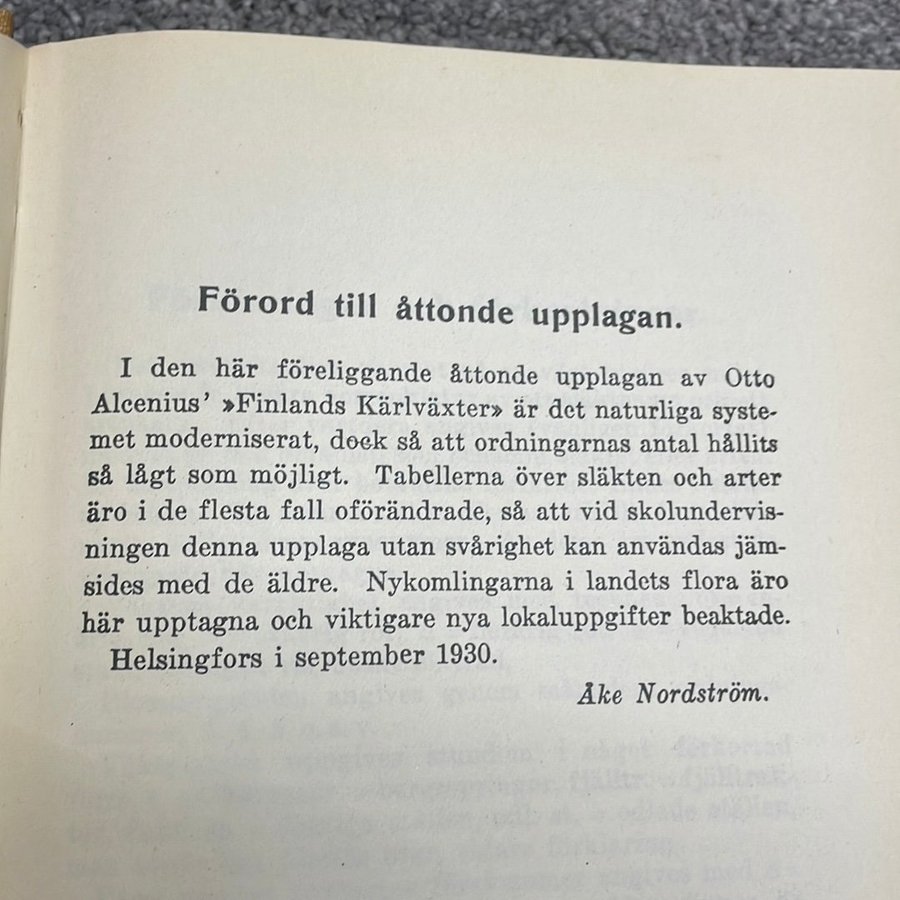 Förord till åttonde upplagan.
I den här föreliggande åttonde upplagan av Otto
Alcenius' »Finlands Kärlväxter» är det naturliga syste-
met moderniserat, dock så att ordningarnas antal hållits
så lågt som möjligt. Tabellerna över släkten och arter
äro i de flesta fall oförändrade, så att vid skolundervis-
ningen denna upplaga utan svårighet kan användas jäm-
sides med de äldre. Nykomlingarna i landets flora äro
här upptagna och viktigare nya lokaluppgifter beaktade.
Helsingfors i september 1930.
Åke Nordström.